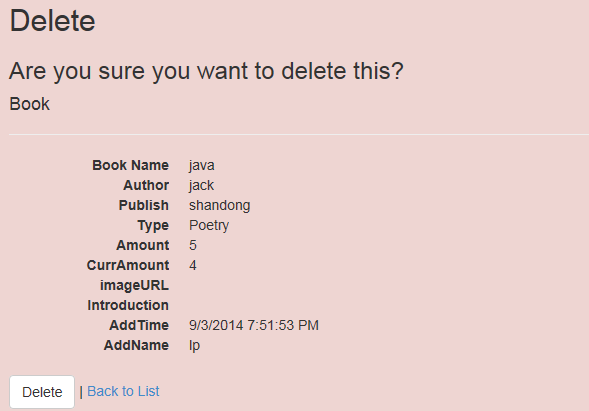 Delete
Are you sure you want to delete this?
Book
Book Name java
Author jack
Publish shandong
Type Poetry
Amount 5
CurrAmount 4
imageURL
Introduction
AddTime 9/3/2014 7:51:53 PM
AddName lp
Delete | Back to List